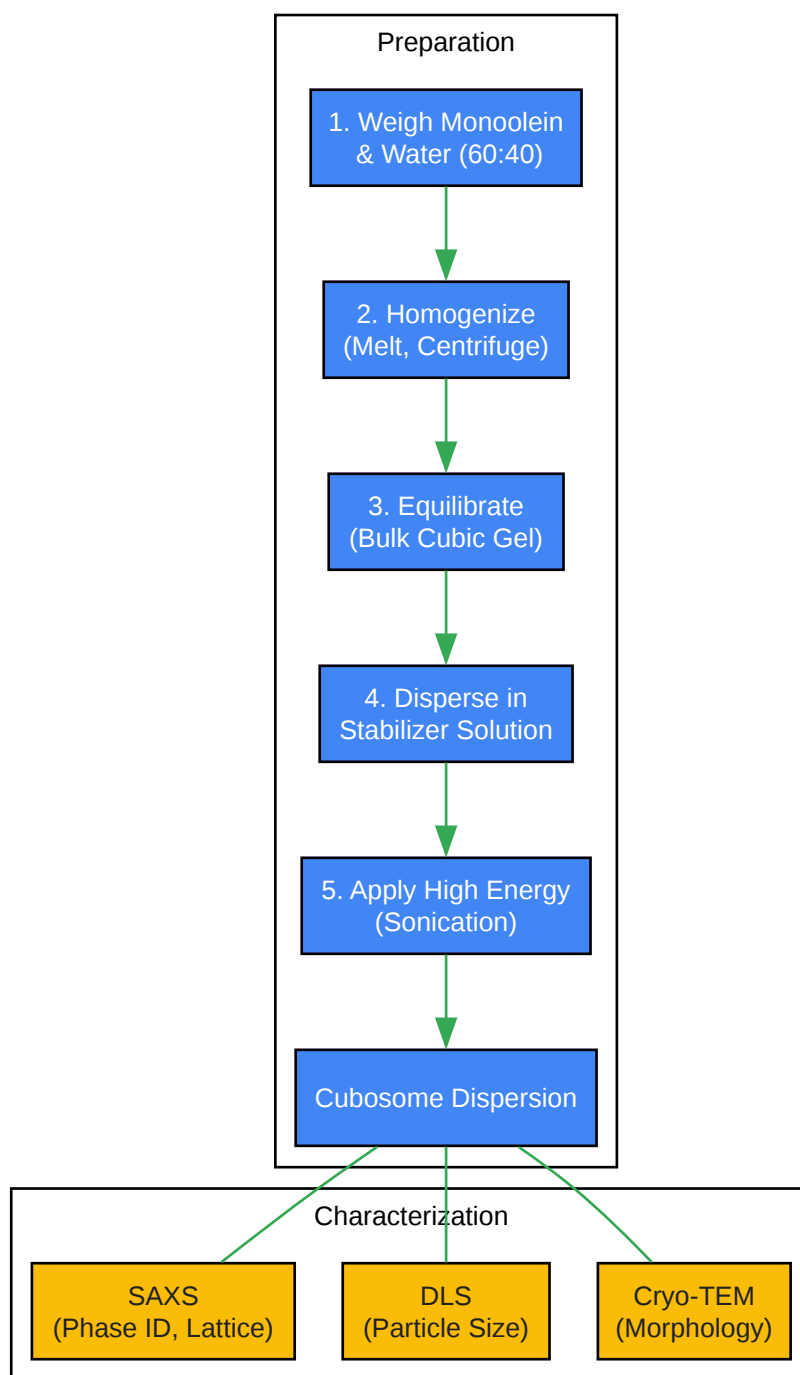 Preparation
1. Weigh Monoolein
& Water (60:40)
2. Homogenize
(Melt, Centrifuge)
3. Equilibrate
(Bulk Cubic Gel)
4. Disperse in
Stabilizer Solution
5. Apply High Energy
(Sonication)
Cubosome Dispersion
Characterization
SAXS
(Phase ID, Lattice)
DLS
(Particle Size)
Cryo-TEM
(Morphology)